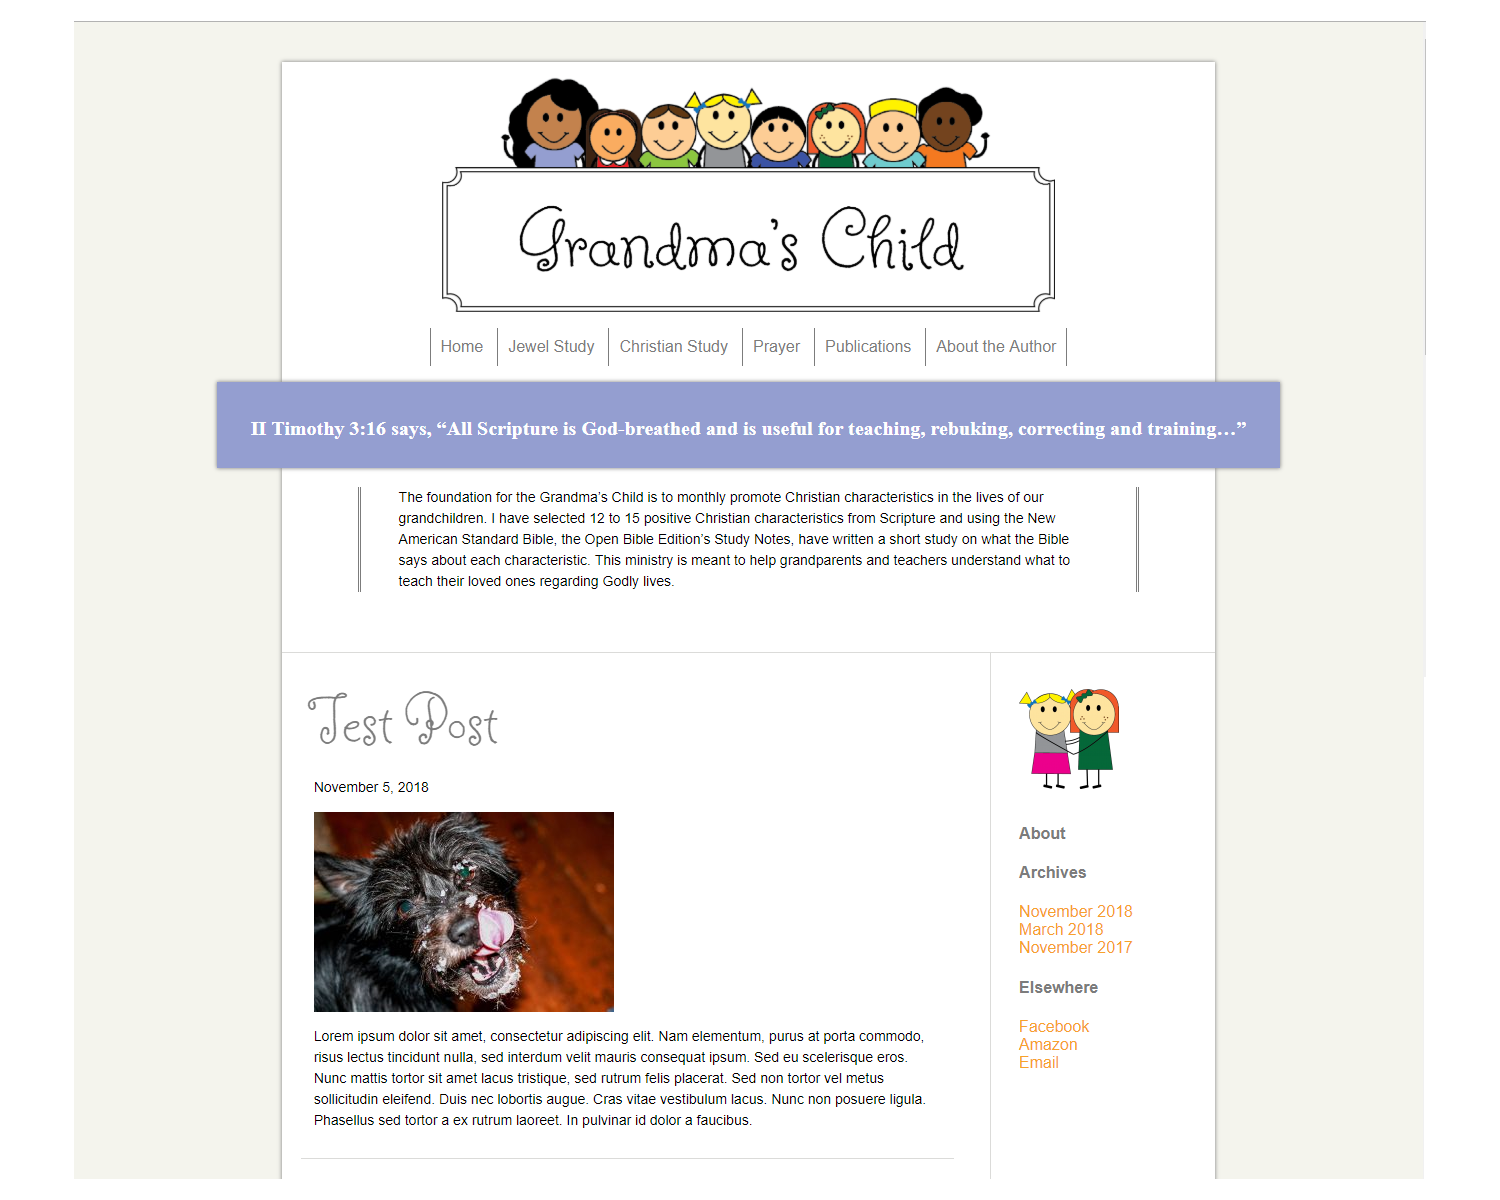 Grandma's Child
Home
Jewel Study
Christian Study
Prayer
Publications
About the Author
II Timothy 3:16 says, “All Scripture is God-breathed and is useful for teaching, rebuking, correcting and training…”
The foundation for the Grandma’s Child is to monthly promote Christian characteristics in the lives of our
grandchildren. I have selected 12 to 15 positive Christian characteristics from Scripture and using the New
American Standard Bible, the Open Bible Edition’s Study Notes, have written a short study on what the Bible
says about each characteristic. This ministry is meant to help grandparents and teachers understand what to
teach their loved ones regarding Godly lives.
Test Post
November 5, 2018
Lorem ipsum dolor sit amet, consectetur adipiscing elit. Nam elementum, purus at porta commodo,
risus lectus tincidunt nulla, sed interdum velit mauris consequat ipsum. Sed eu scelerisque eros.
Nunc mattis tortor sit amet lacus tristique, sed rutrum felis placerat. Sed non tortor vel metus
sollicitudin eleifend. Duis nec lobortis augue. Cras vitae vestibulum lacus. Nunc non posuere ligula.
Phasellus sed tortor a ex rutrum laoreet. In pulvinar id dolor a faucibus.
About
Archives
November 2018
March 2018
November 2017
Elsewhere
Facebook
Amazon
Email